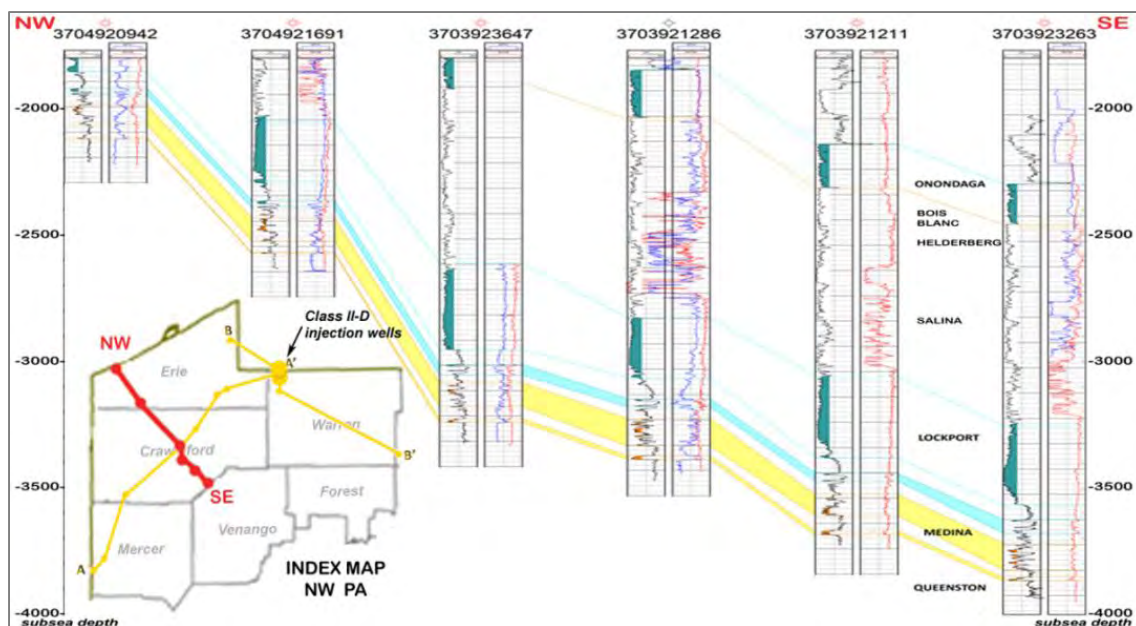 NW
SE
3704920942
3704921691
3703923647
3703921286
3703921211
3703923263
-2000
-2500
-3000
-3500
-4000
subsea depth
-2000
-2500
-3000
-3500
-4000
subsea depth
ONONDAGA
BOIS
BLANC
HELDERBERG
SALINA
LOCKPORT
MEDINA
QUEENSTON
Class II-D
injection wells
B
NW
A'
Erie
Warren
Crawford
B'
SE
Forest
Venango
Mercer
A
INDEX MAP
NW PA